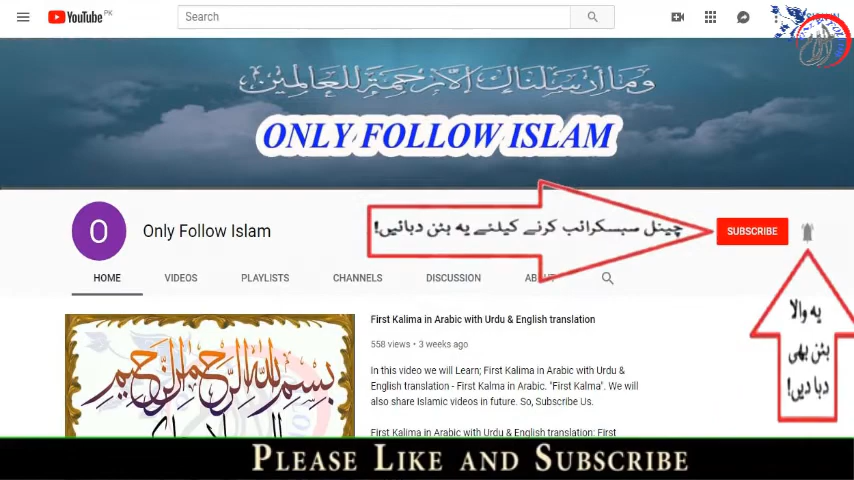 YouTube PK
Search
وما أرسلناك إلا رحمة للعالمين
ONLY FOLLOW ISLAM
O
Only Follow Islam
چینل سبسکرائب کرنے کیلئے یہ بٹن دبائیں!
SUBSCRIBE
HOME VIDEOS PLAYLISTS CHANNELS DISCUSSION
یہ والا
بٹن بھی
دبا دیں!
First Kalima in Arabic with Urdu & English translation
558 views • 3 weeks ago
In this video we will Learn; First Kalima in Arabic with Urdu &
English translation - First Kalma in Arabic. "First Kalma". We will
also share Islamic videos in future. So, Subscribe Us.
First Kalima in Arabic with Urdu & English translation: First
بسم الله الرحمن الرحيم
PLEASE LIKE AND SUBSCRIBE